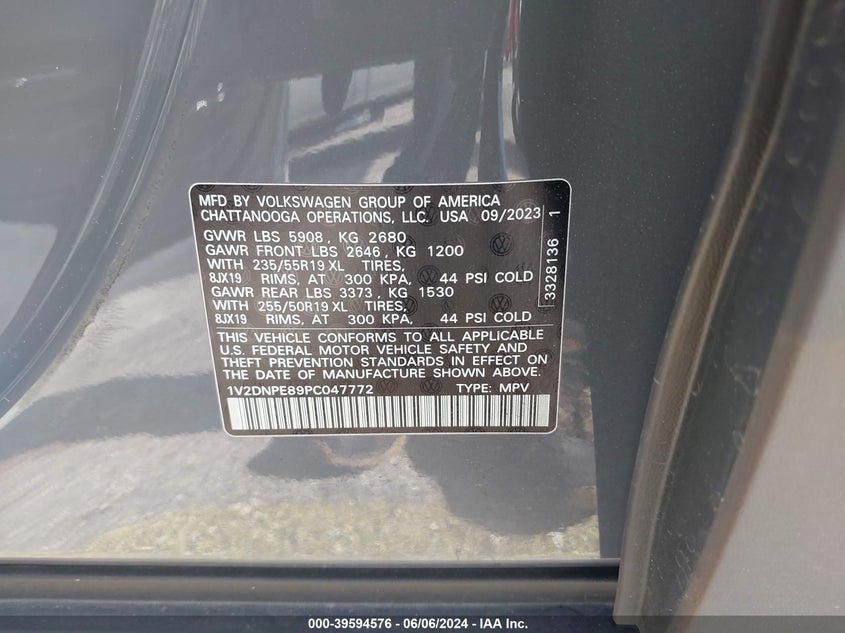 MFD BY VOLKSWAGEN GROUP OF AMERICA
CHATTANOOGA OPERATIONS, LLC. USA 09/2023
GVWR LBS 5908, KG 2680
GAWR FRONT LBS 2646, KG 1200
WITH 235/55R19 XL TIRES,
8JX19 RIMS, AT 300 KPA, 44 PSI COLD
GAWR REAR LBS 3373, KG 1530
WITH 255/50R19 XL TIRES,
8JX19 RIMS, AT 300 KPA, 44 PSI COLD
THIS VEHICLE CONFORMS TO ALL APPLICABLE
U.S. FEDERAL MOTOR VEHICLE SAFETY AND
THEFT PREVENTION STANDARDS IN EFFECT ON
THE DATE OF MANUFACTURE SHOWN ABOVE.
1V2DNPE89PC047772 TYPE: MPV
3328136 1
000-39594576 - 06/06/2024 - IAA Inc.